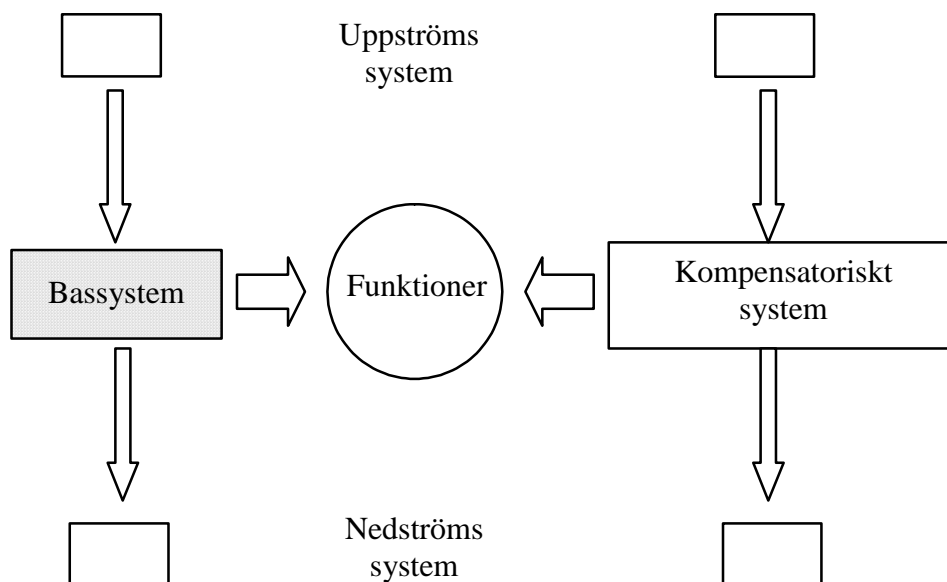 Uppströms
system
Bassystem
Funktioner
Kompensatoriskt
system
Nedströms
system